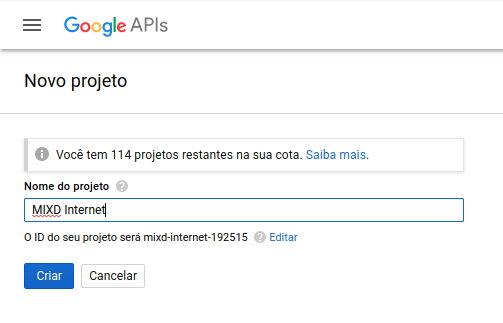 Google APIs
Novo projeto
Você tem 114 projetos restantes na sua cota. Saiba mais.
Nome do projeto
MIXD Internet
O ID do seu projeto será mixd-internet-192515 Editar
Criar Cancelar